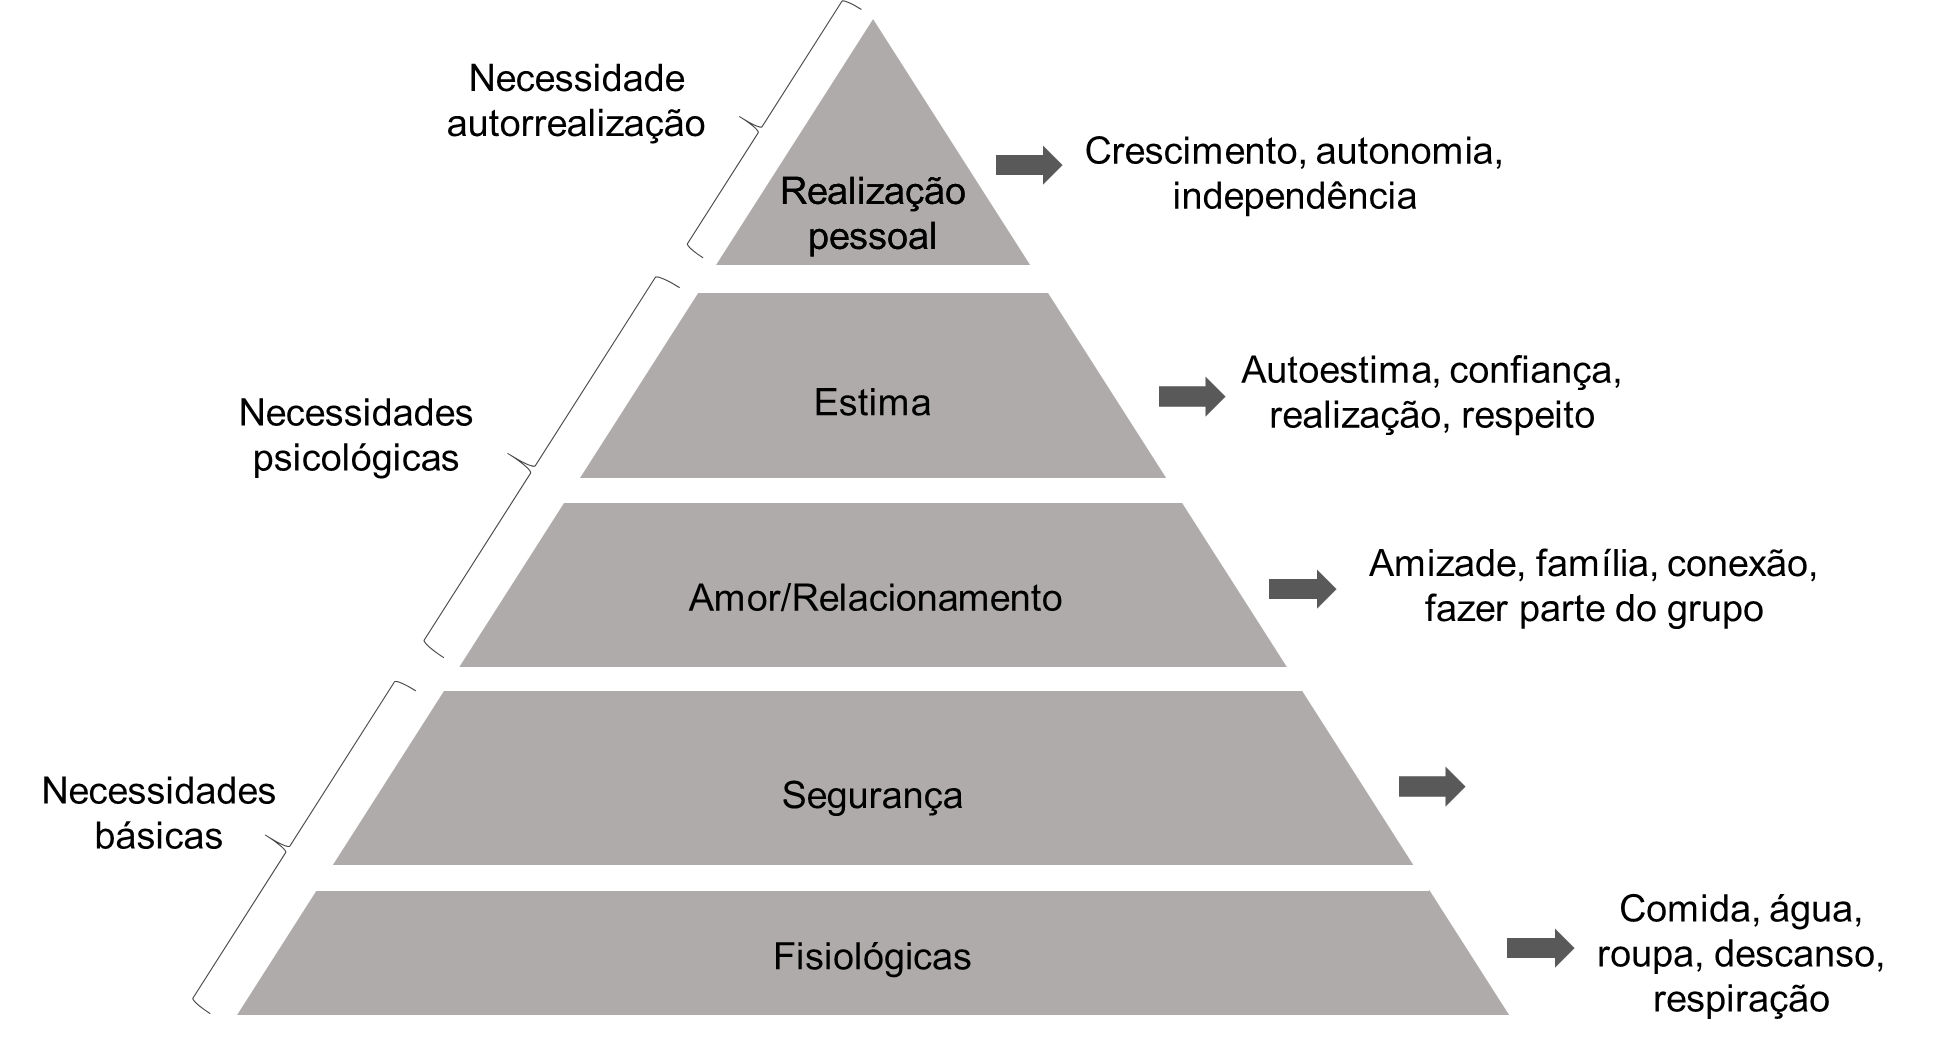 Necessidade
autorrealização
Realização
pessoal
Crescimento, autonomia,
independência
Necessidades
psicológicas
Estima
Autoestima, confiança,
realização, respeito
Amor/Relacionamento
Amizade, família, conexão,
fazer parte do grupo
Necessidades
básicas
Segurança
Fisiológicas
Comida, água,
roupa, descanso,
respiração